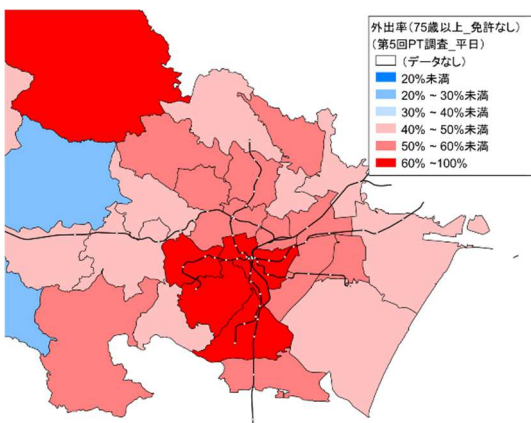 外出率(75歳以上_免許なし)
(第5回PT調査_平日)
(データなし)
20%未満
20% ~ 30%未満
30% ~ 40%未満
40% ~ 50%未満
50% ~ 60%未満
60% ~100%